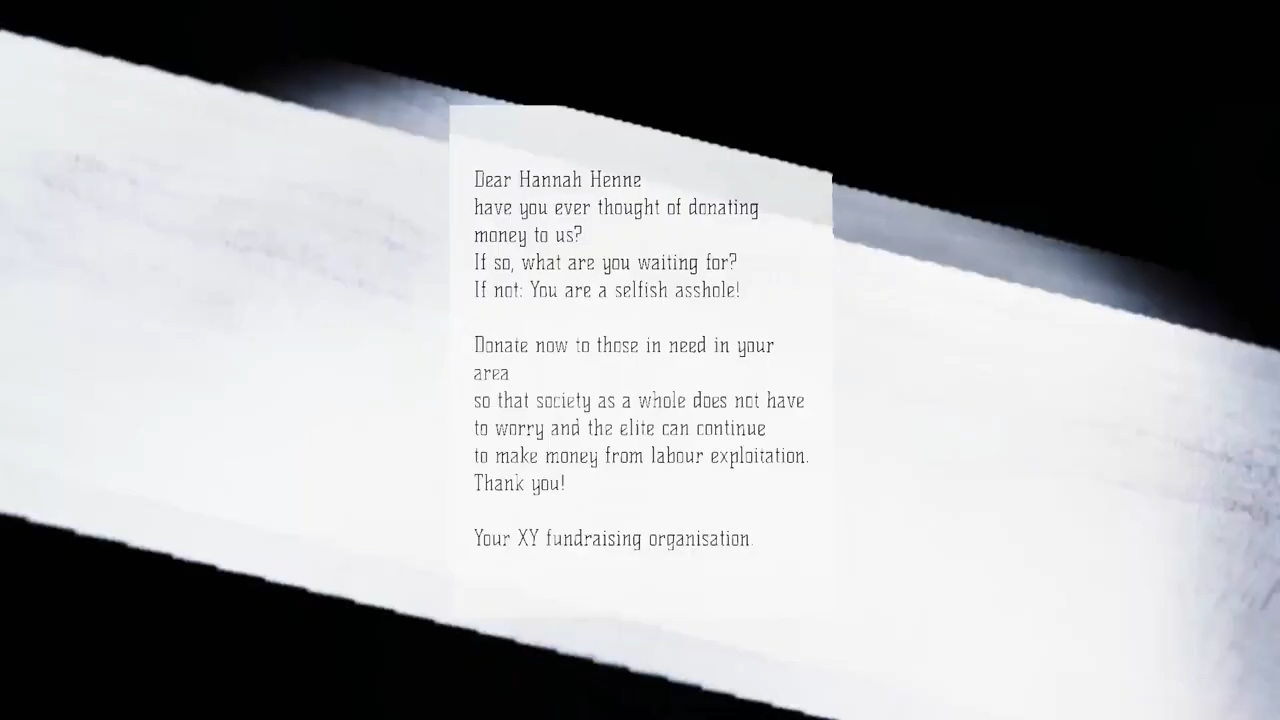 Dear Hannah Henne
have you ever thought of donating
money to us?
If so, what are you waiting for?
If not: You are a selfish asshole!
Donate now to those in need in your
area
so that society as a whole does not have
to worry and the elite can continue
to make money from labour exploitation.
Thank you!
Your XY fundraising organisation.